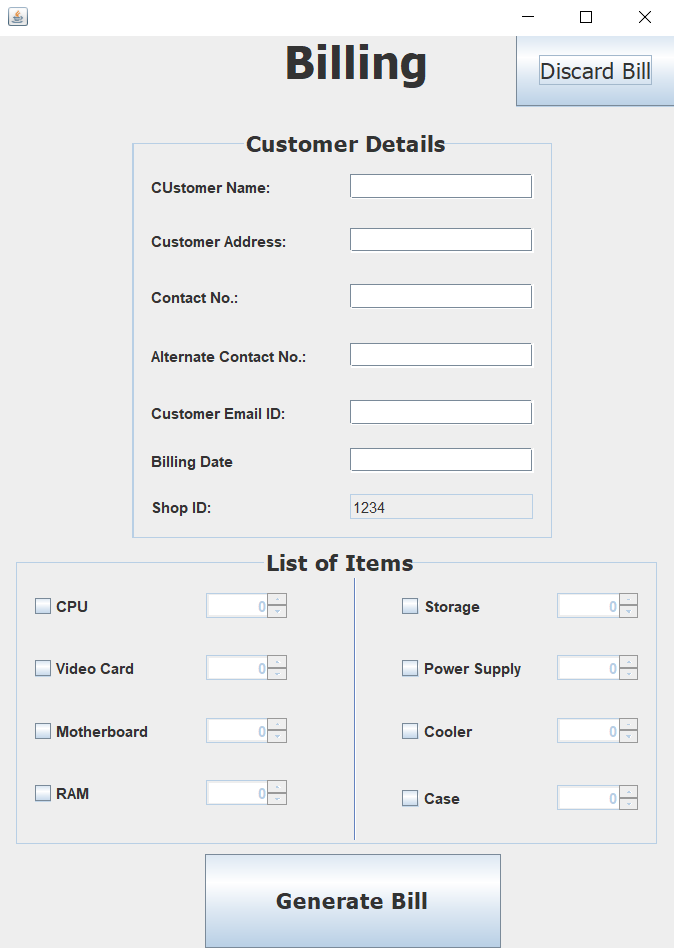 Billing
Discard Bill
Customer Details
CUstomer Name:
Customer Address:
Contact No.:
Alternate Contact No.:
Customer Email ID:
Billing Date
Shop ID: 1234
List of Items
CPU 0 Storage 0
Video Card 0 Power Supply 0
Motherboard 0 Cooler 0
RAM 0 Case 0
Generate Bill